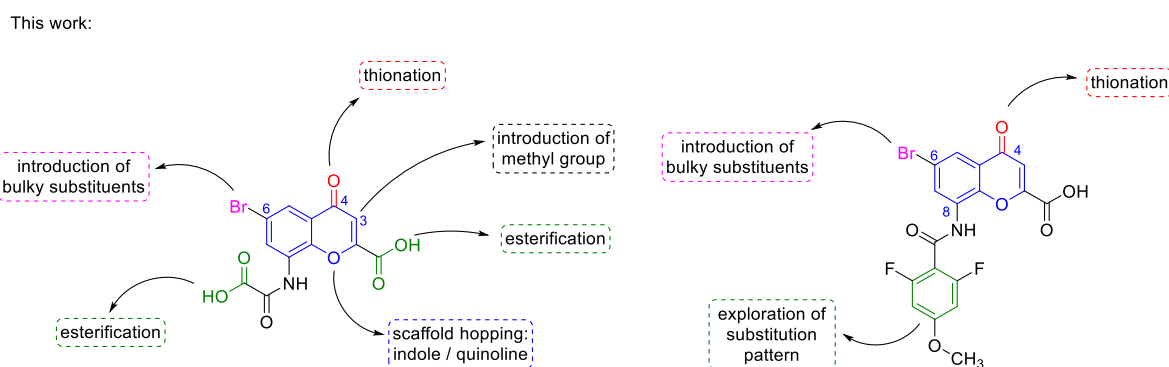 This work:
thionation
introduction of
methyl group
introduction of
bulky substituents
Br
6
O
4
3
OH
O
esterification
O
HO
O
NH
O
esterification
scaffold hopping:
indole / quinoline
thionation
introduction of
bulky substituents
Br
6
O
4
O
OH
O
8
NH
O
F
F
O
CH3
exploration of
substitution
pattern